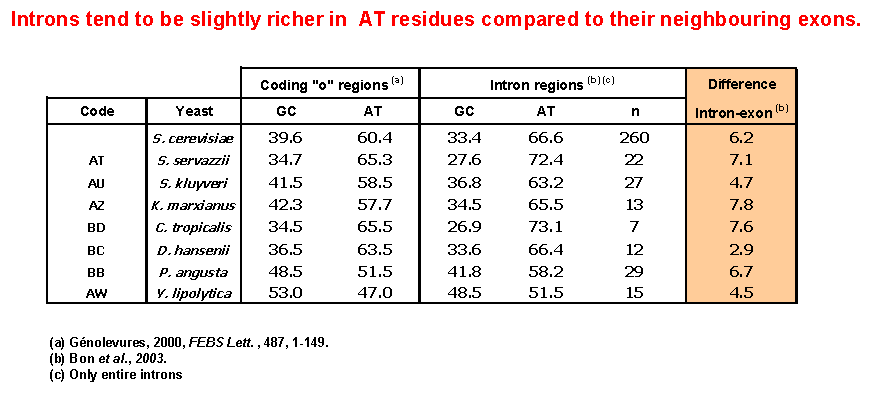 Introns tend to be slightly richer in AT residues compared to their neighbouring exons.
Coding "o" regions (a) Intron regions (b)(c) Difference
Code Yeast GC AT GC AT n Intron-exon (b)
S. cerevisiae 39.6 60.4 33.4 66.6 260 6.2
AT S. servazzii 34.7 65.3 27.6 72.4 22 7.1
AU S. kluyveri 41.5 58.5 36.8 63.2 27 4.7
AZ K. marxianus 42.3 57.7 34.5 65.5 13 7.8
BD C. tropicalis 34.5 65.5 26.9 73.1 7 7.6
BC D. hansenii 36.5 63.5 33.6 66.4 12 2.9
BB P. angusta 48.5 51.5 41.8 58.2 29 6.7
AW Y. lipolytica 53.0 47.0 48.5 51.5 15 4.5
(a) Génolevures, 2000, FEBS Lett. , 487, 1-149.
(b) Bon et al., 2003.
(c) Only entire introns